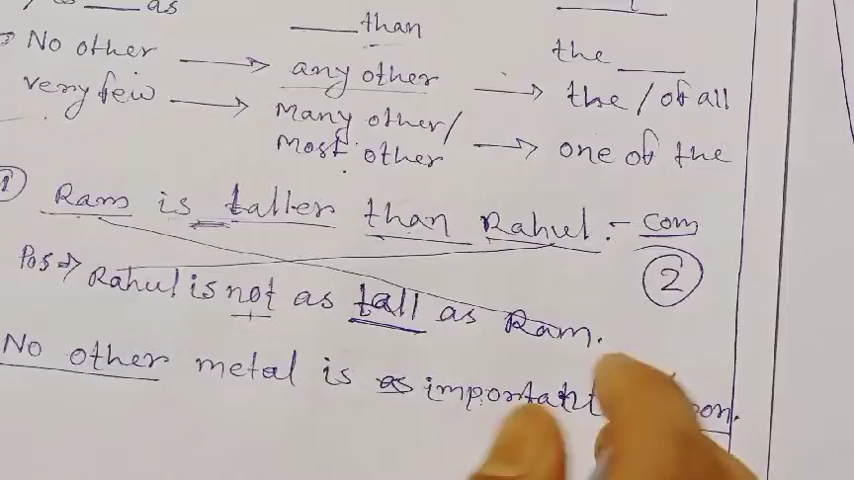 as
than
No other any other the
very few Many other/ the / of all
Most other one of the
① Ram is taller than Rahul :- com
②
Pos ⇒ Rahul is not as tall as Ram.
No other metal is as important